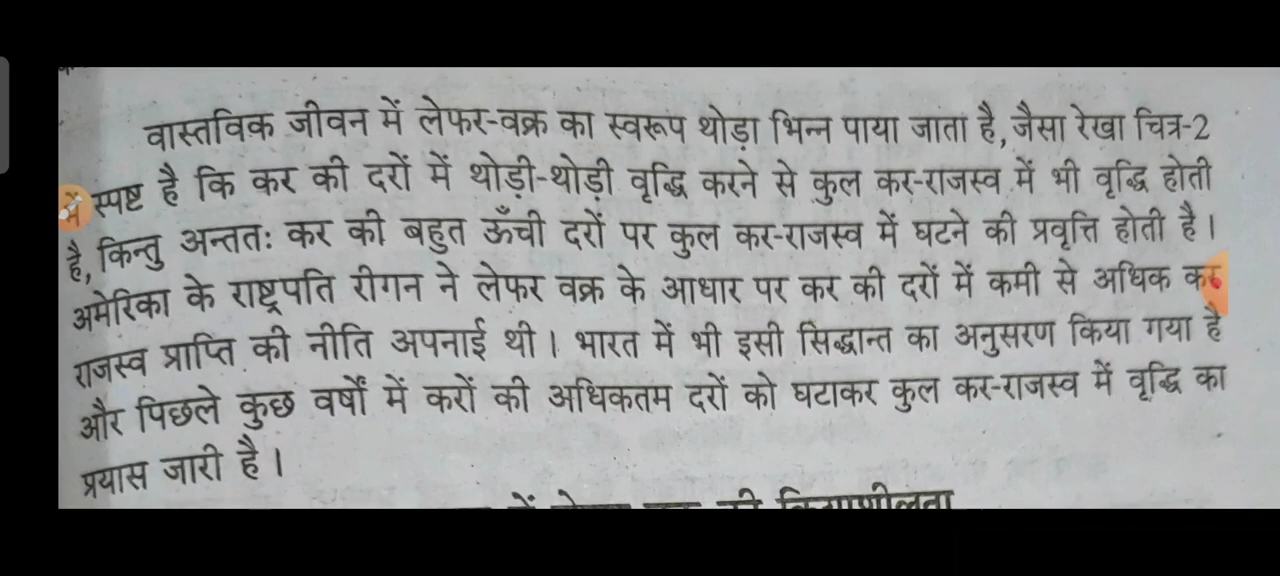 वास्तविक जीवन में लेफर-वक्र का स्वरूप थोड़ा भिन्न पाया जाता है, जैसा रेखा चित्र-2
में स्पष्ट है कि कर की दरों में थोड़ी-थोड़ी वृद्धि करने से कुल कर-राजस्व में भी वृद्धि होती
है, किन्तु अन्ततः कर की बहुत ऊँची दरों पर कुल कर-राजस्व में घटने की प्रवृत्ति होती है।
अमेरिका के राष्ट्रपति रीगन ने लेफर वक्र के आधार पर कर की दरों में कमी से अधिक कर
राजस्व प्राप्ति की नीति अपनाई थी। भारत में भी इसी सिद्धान्त का अनुसरण किया गया है
और पिछले कुछ वर्षों में करों की अधिकतम दरों को घटाकर कुल कर-राजस्व में वृद्धि का
प्रयास जारी है।
की क्रियाशीलता